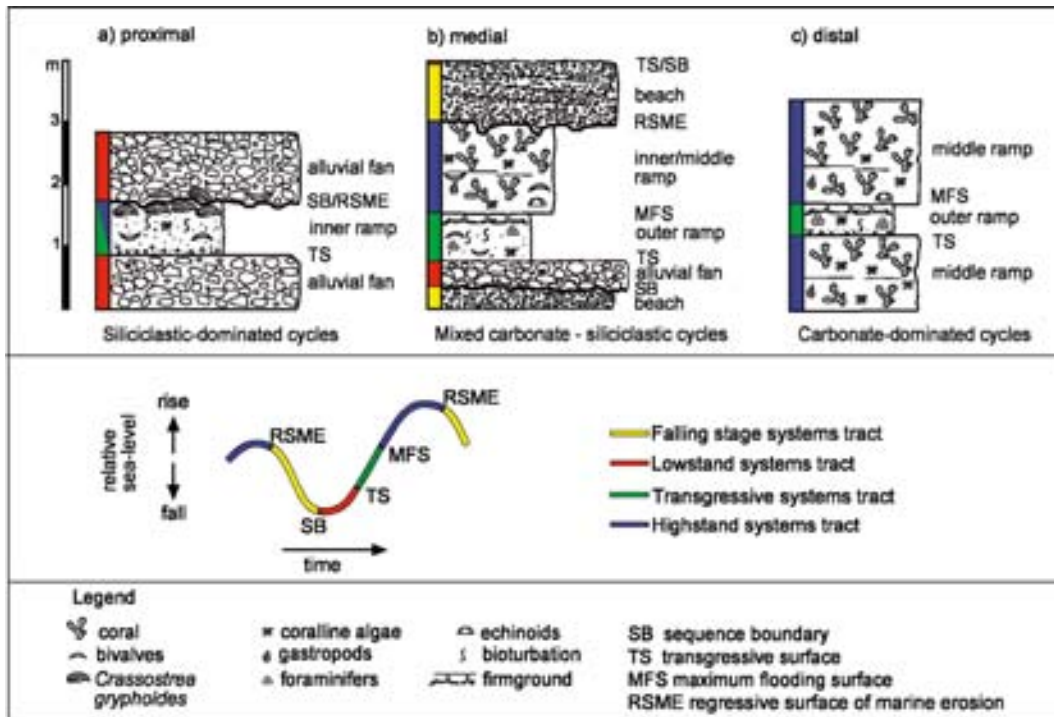 a) proximal
b) medial
c) distal
m
3
2
1
alluvial fan
SB/RSME
inner ramp
TS
alluvial fan
Siliciclastic-dominated cycles
TS/SB
beach
RSME
inner/middle
ramp
MFS
outer ramp
TS
alluvial fan
SB
beach
Mixed carbonate - siliciclastic cycles
middle ramp
MFS
outer ramp
TS
middle ramp
Carbonate-dominated cycles
relative
sea-level
rise
fall
RSME
SB
TS
MFS
RSME
time
Falling stage systems tract
Lowstand systems tract
Transgressive systems tract
Highstand systems tract
Legend
coral
bivalves
Crassostrea
gryphoides
coralline algae
gastropods
foraminifers
echinoids
bioturbation
firmground
SB sequence boundary
TS transgressive surface
MFS maximum flooding surface
RSME regressive surface of marine erosion